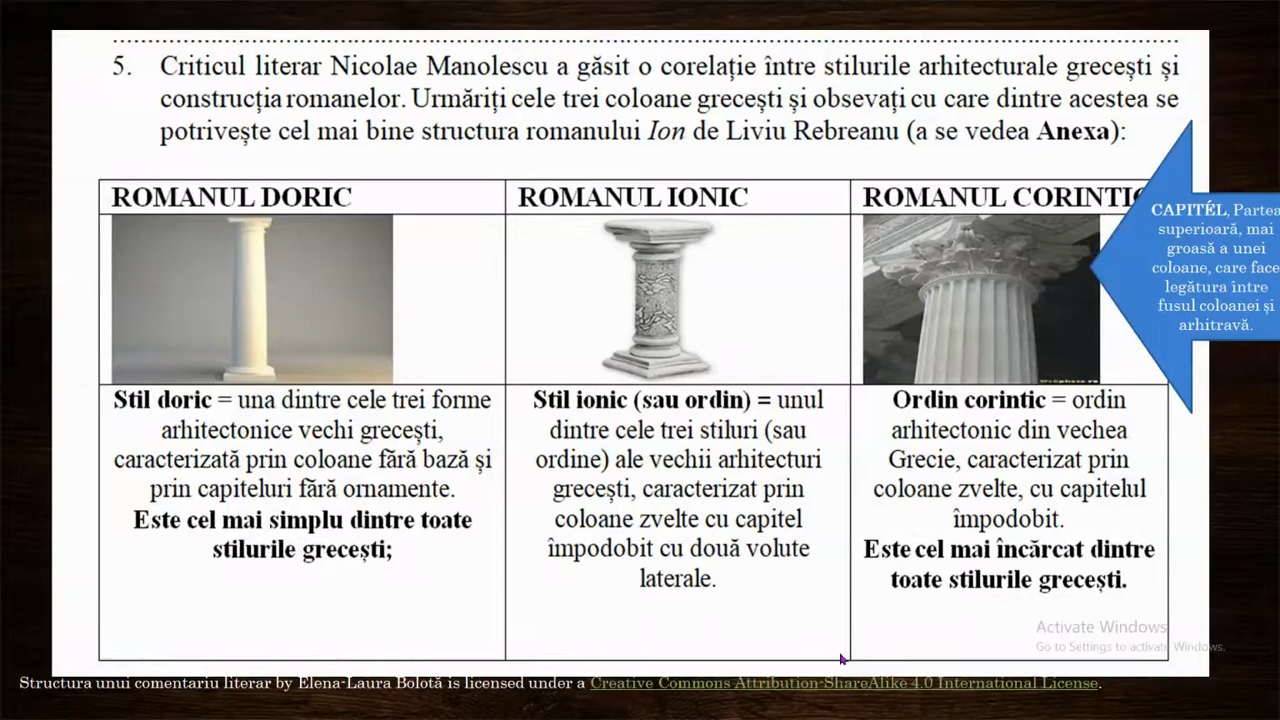 5. Criticul literar Nicolae Manolescu a găsit o corelație între stilurile arhitecturale grecești și
construcția romanelor. Urmăriți cele trei coloane grecești și obsevați cu care dintre acestea se
potrivește cel mai bine structura romanului Ion de Liviu Rebreanu (a se vedea Anexa):
ROMANUL DORIC
ROMANUL IONIC
ROMANUL CORINTIC
CAPITÉL, Partea
superioară, mai
groasă a unei
coloane, care face
legătura între
fusul coloanei și
arhitravă.
Stil doric = una dintre cele trei forme
arhitectonice vechi grecești,
caracterizată prin coloane fără bază și
prin capiteluri fără ornamente.
Este cel mai simplu dintre toate
stilurile grecești;
Stil ionic (sau ordin) = unul
dintre cele trei stiluri (sau
ordine) ale vechii arhitecturi
grecești, caracterizat prin
coloane zvelte cu capitel
împodobit cu două volute
laterale.
Ordin corintic = ordin
arhitectonic din vechea
Grecie, caracterizat prin
coloane zvelte, cu capitelul
împodobit.
Este cel mai încărcat dintre
toate stilurile grecești.
Activate Windows
Go to Settings to activate Windows.
Structura unui comentariu literar by Elena-Laura Bolotă is licensed under a Creative Commons Attribution-ShareAlike 4.0 International License.